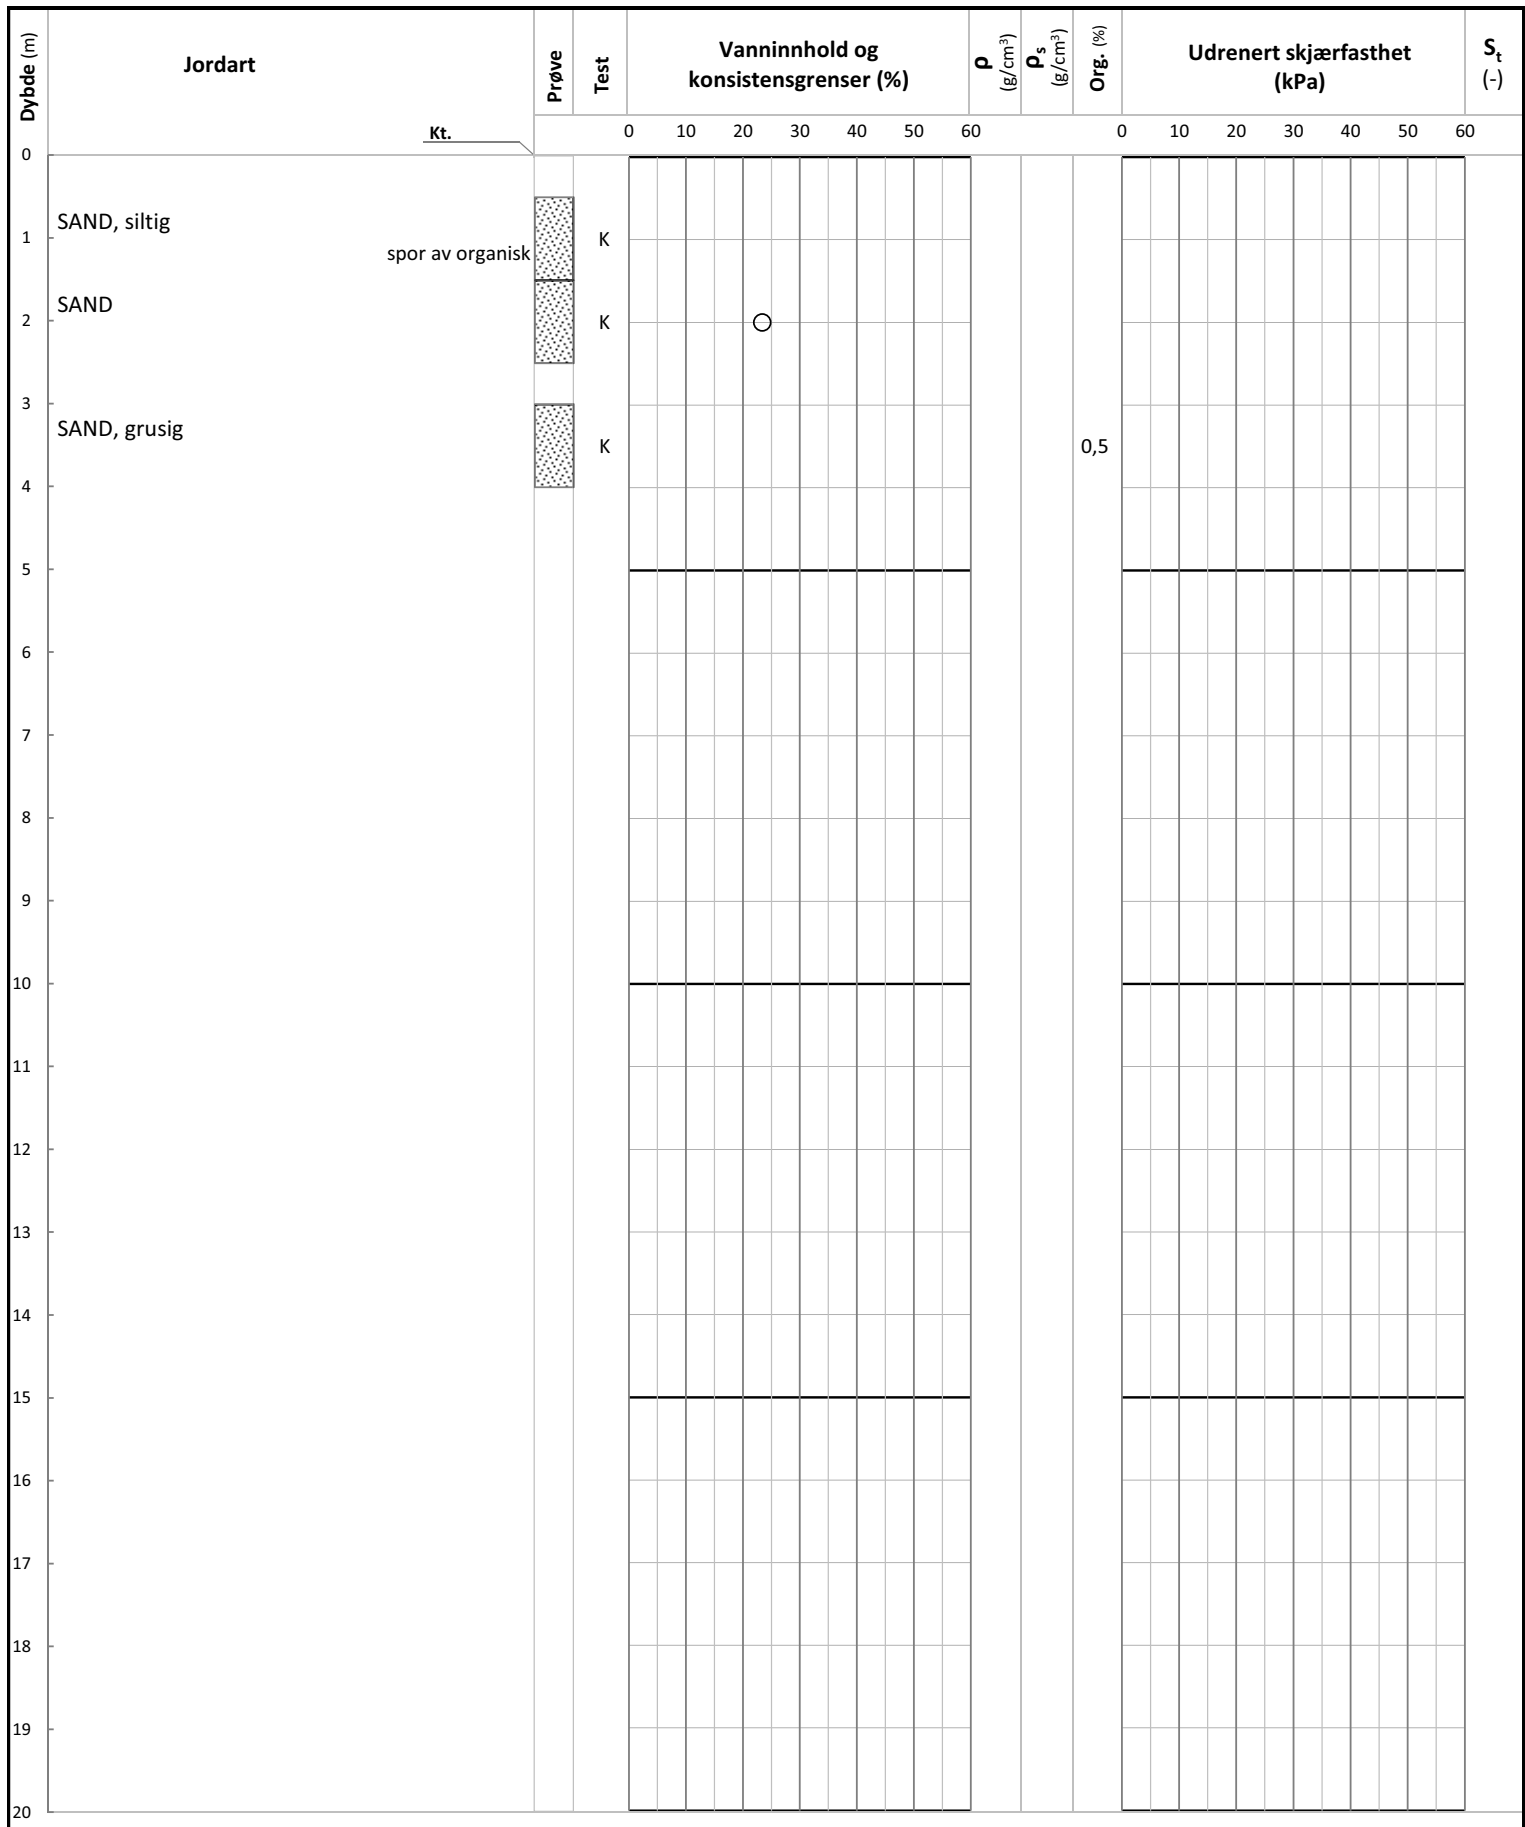 Dybde (m)
Jordart
Kt.
Prøve
Test
Vanninnhold og
konsistensgrenser (%)
ρ
(g/cm³)
ρs
(g/cm³)
Org. (%)
Udrenert skjærfasthet
(kPa)
St
(-)
0 10 20 30 40 50 60
0 10 20 30 40 50 60
0
SAND, siltig
1
K
spor av organisk
SAND
2
K
3
SAND, grusig
K
0,5
4
5
6
7
8
9
10
11
12
13
14
15
16
17
18
19
20